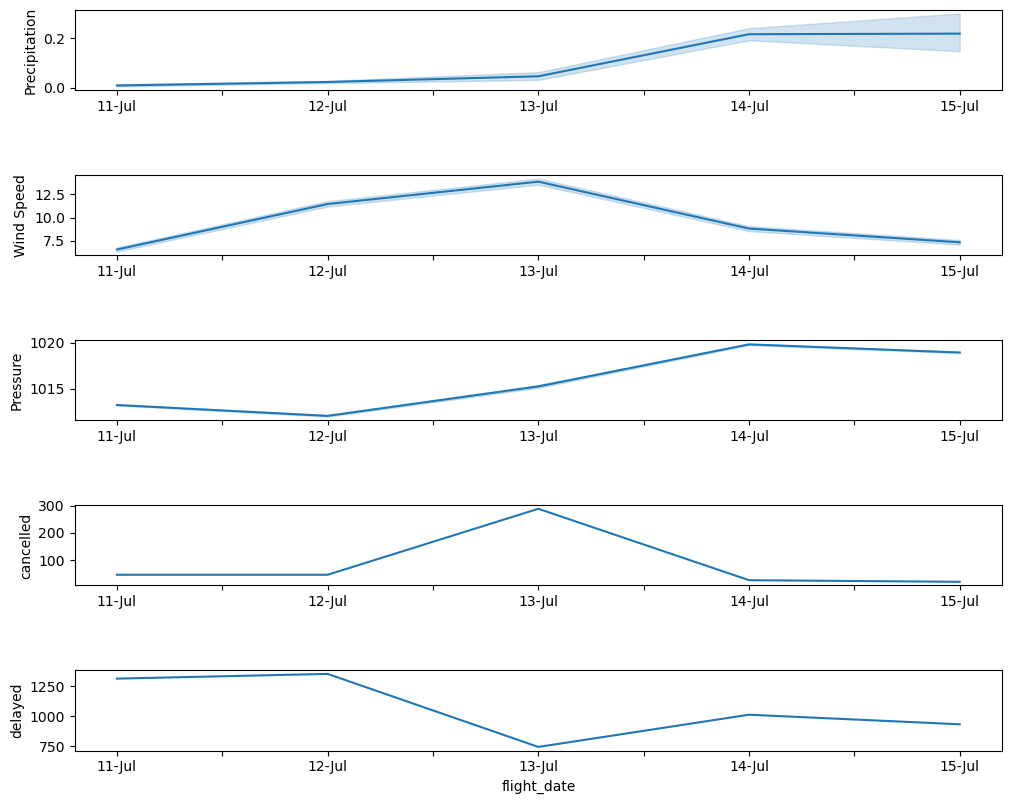 Precipitation
0.2
0.0
11-Jul 12-Jul 13-Jul 14-Jul 15-Jul
Wind Speed
12.5
10.0
7.5
11-Jul 12-Jul 13-Jul 14-Jul 15-Jul
Pressure
1020
1015
11-Jul 12-Jul 13-Jul 14-Jul 15-Jul
cancelled
300
200
100
11-Jul 12-Jul 13-Jul 14-Jul 15-Jul
delayed
1250
1000
750
11-Jul 12-Jul 13-Jul 14-Jul 15-Jul
flight_date